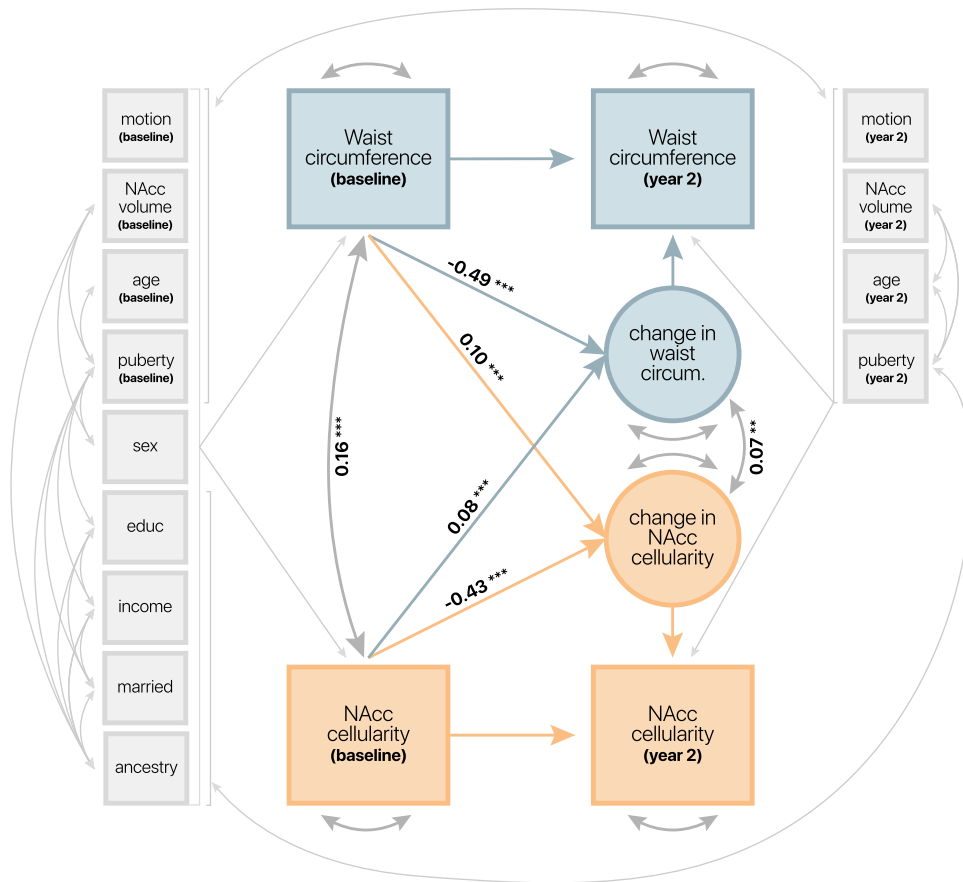 motion
(baseline)
NAcc
volume
(baseline)
age
(baseline)
puberty
(baseline)
sex
educ
income
married
ancestry
Waist
circumference
(baseline)
Waist
circumference
(year 2)
-0.49 ***
0.10 ***
0.16 ***
0.08 ***
-0.43 ***
change in
waist
circum.
0.07 **
change in
NAcc
cellularity
NAcc
cellularity
(baseline)
NAcc
cellularity
(year 2)
motion
(year 2)
NAcc
volume
(year 2)
age
(year 2)
puberty
(year 2)